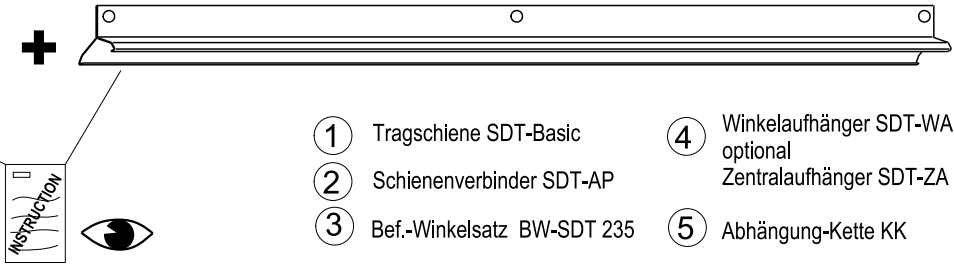 1 Tragschiene SDT-Basic
2 Schienenverbinder SDT-AP
3 Bef.-Winkelsatz BW-SDT 235
4 Winkelaufhänger SDT-WA
optional
Zentralaufhänger SDT-ZA
5 Abhängung-Kette KK
INSTRUCTION